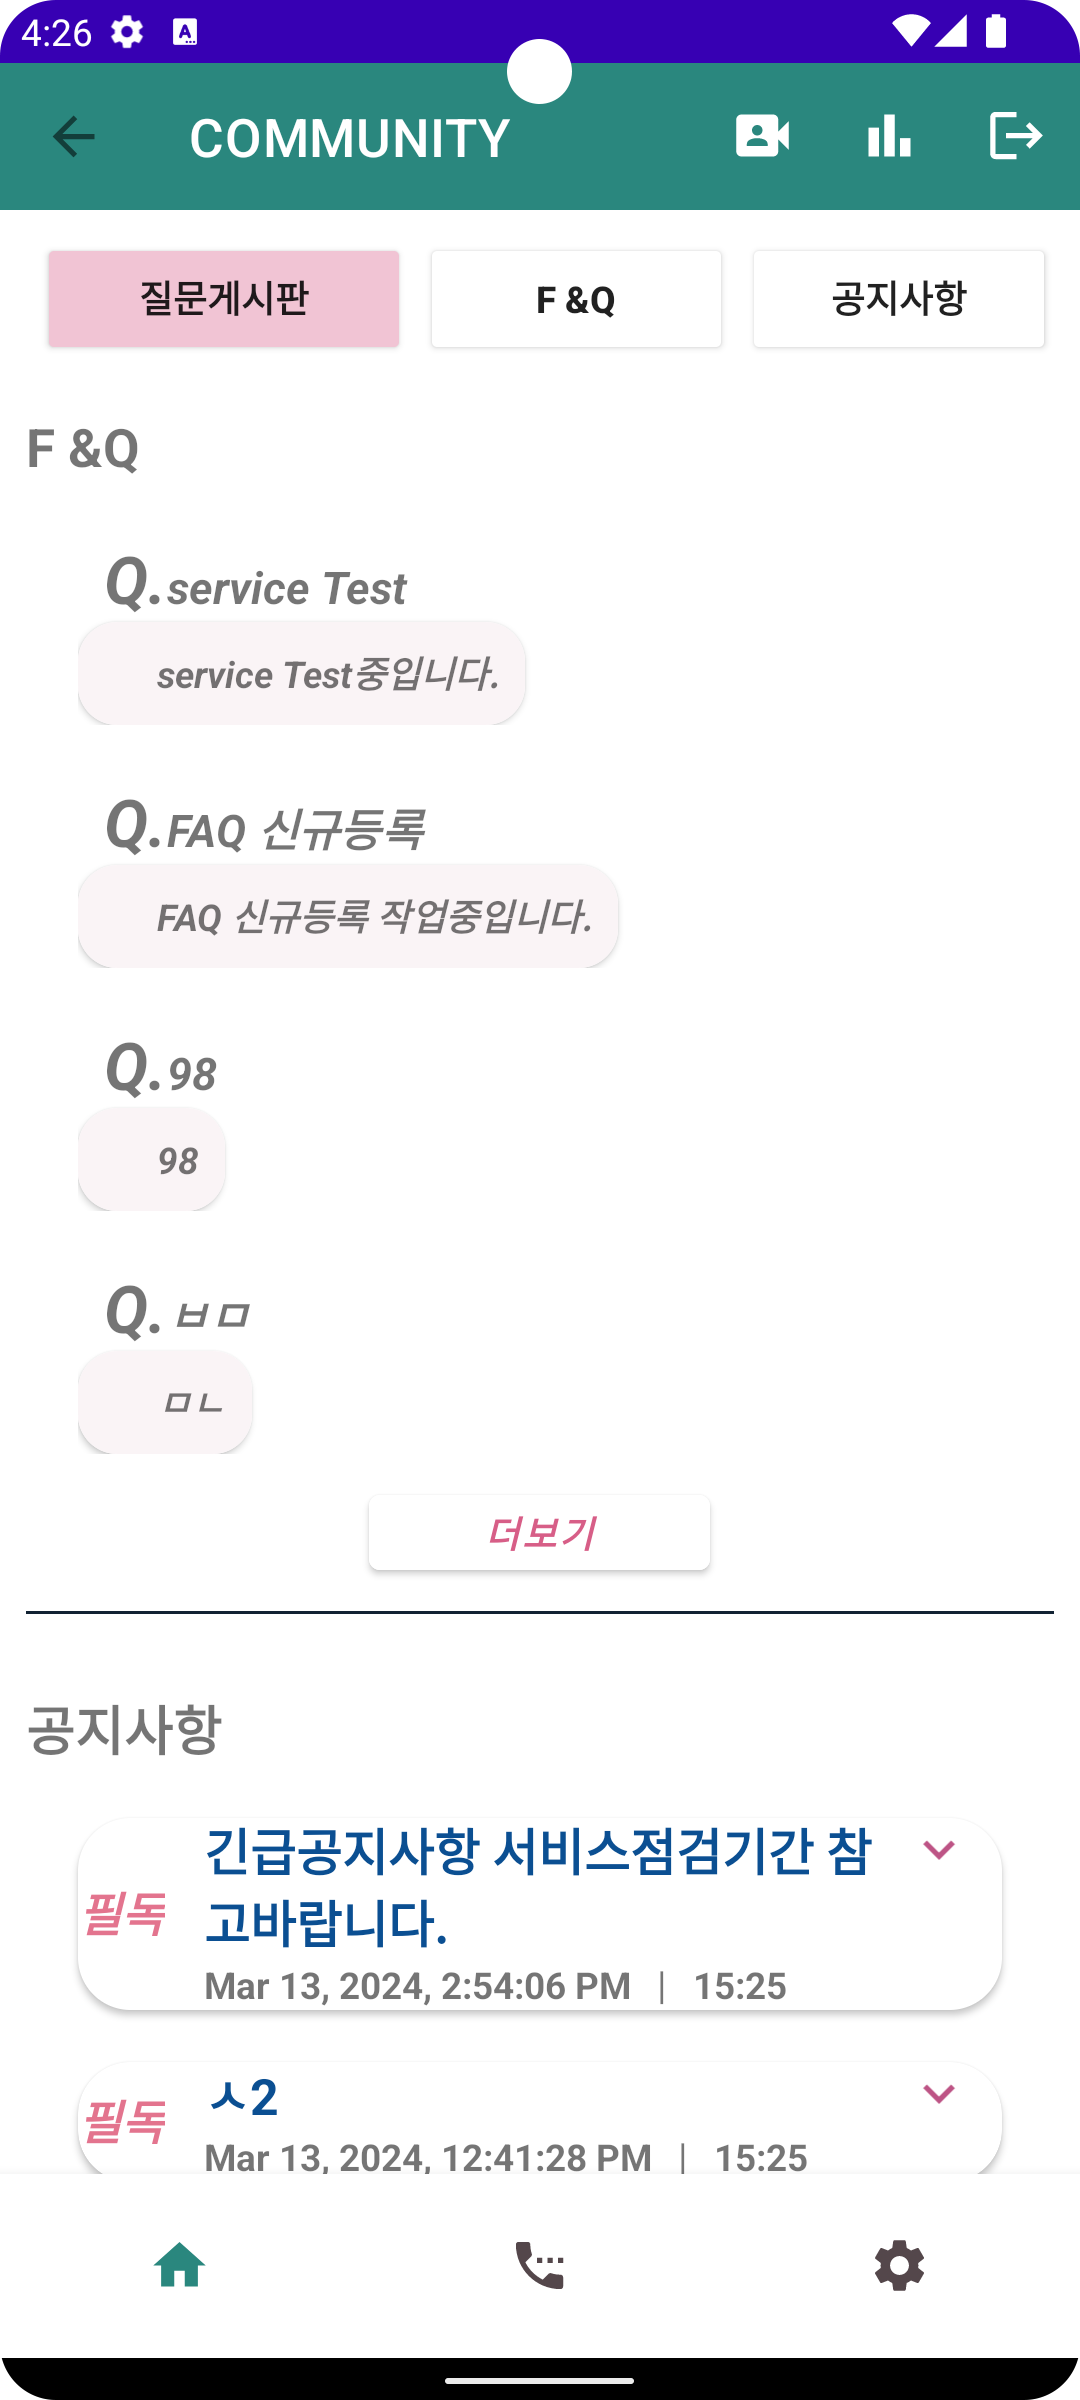 4:26
COMMUNITY
질문게시판
F &Q
공지사항
F &Q
Q.service Test
service Test중입니다.
Q.FAQ 신규등록
FAQ 신규등록 작업중입니다.
Q.98
98
Q.ㅂㅁ
ㅁㄴ
더보기
공지사항
필독
긴급공지사항 서비스점검기간 참
고바랍니다.
Mar 13, 2024, 2:54:06 PM | 15:25
필독
ㅅ2
Mar 13, 2024, 12:41:28 PM | 15:25